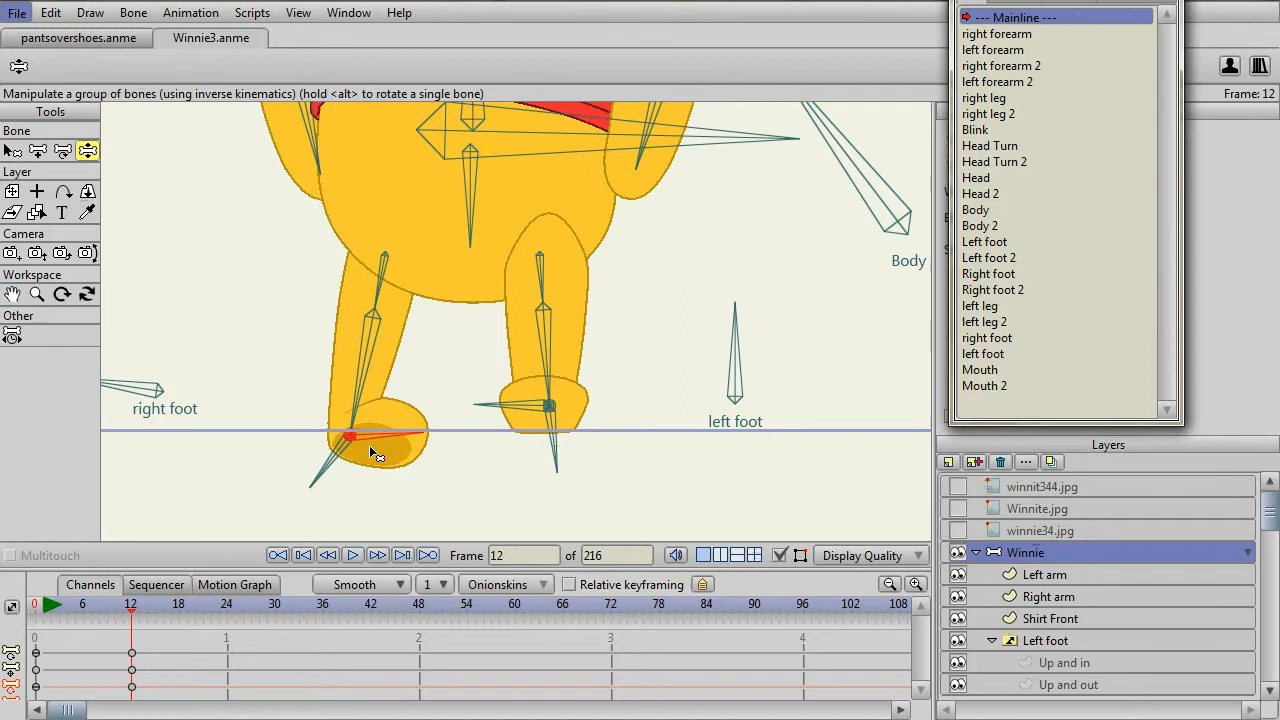 File Edit Draw Bone Animation Scripts View Window Help
pantsovershoes.anme Winnie3.anme
Manipulate a group of bones (using inverse kinematics) (hold <alt> to rotate a single bone) Frame: 12
Tools
Bone
Layer
T
Camera
Workspace
Other
--- Mainline ---
right forearm
left forearm
right forearm 2
left forearm 2
right leg
right leg 2
Blink
Head Turn
Head Turn 2
Head
Head 2
Body
Body 2
Left foot
Left foot 2
Right foot
Right foot 2
left leg
left leg 2
right foot
left foot
Mouth
Mouth 2
Body
right foot
left foot
Layers
winnit344.jpg
Winnite.jpg
winnie34.jpg
Winnie
Left arm
Right arm
Shirt Front
Left foot
Up and in
Up and out
Multitouch Frame 12 of 216 Display Quality
Channels Sequencer Motion Graph Smooth 1 Onionskins Relative keyframing
0 6 12 18 24 30 36 42 48 54 60 66 72 78 84 90 96 102 108
0 1 2 3 4